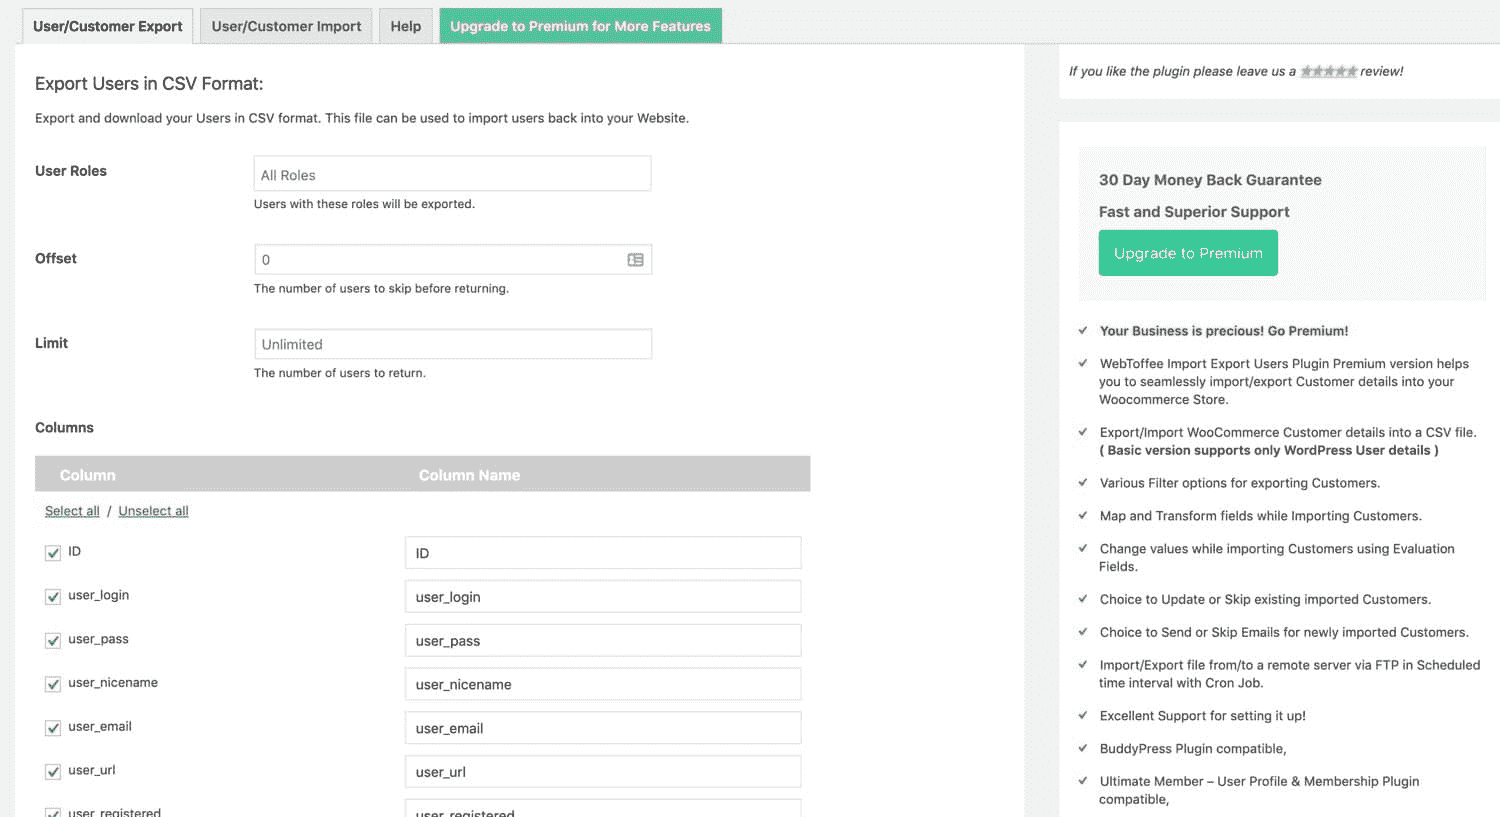 User/Customer Export
User/Customer Import
Help
Upgrade to Premium for More Features
Export Users in CSV Format:
Export and download your Users in CSV format. This file can be used to import users back into your Website.
User Roles
All Roles
Users with these roles will be exported.
Offset
0
The number of users to skip before returning.
Limit
Unlimited
The number of users to return.
Columns
Column Column Name
Select all / Unselect all
ID ID
user_login user_login
user_pass user_pass
user_nicename user_nicename
user_email user_email
user_url user_url
user_registered user_registered
If you like the plugin please leave us a ★★★★★ review!
30 Day Money Back Guarantee
Fast and Superior Support
Upgrade to Premium
Your Business is precious! Go Premium!
WebToffee Import Export Users Plugin Premium version helps
you to seamlessly import/export Customer details into your
Woocommerce Store.
Export/Import WooCommerce Customer details into a CSV file.
( Basic version supports only WordPress User details )
Various Filter options for exporting Customers.
Map and Transform fields while Importing Customers.
Change values while importing Customers using Evaluation
Fields.
Choice to Update or Skip existing imported Customers.
Choice to Send or Skip Emails for newly imported Customers.
Import/Export file from/to a remote server via FTP in Scheduled
time interval with Cron Job.
Excellent Support for setting it up!
BuddyPress Plugin compatible,
Ultimate Member – User Profile & Membership Plugin
compatible,